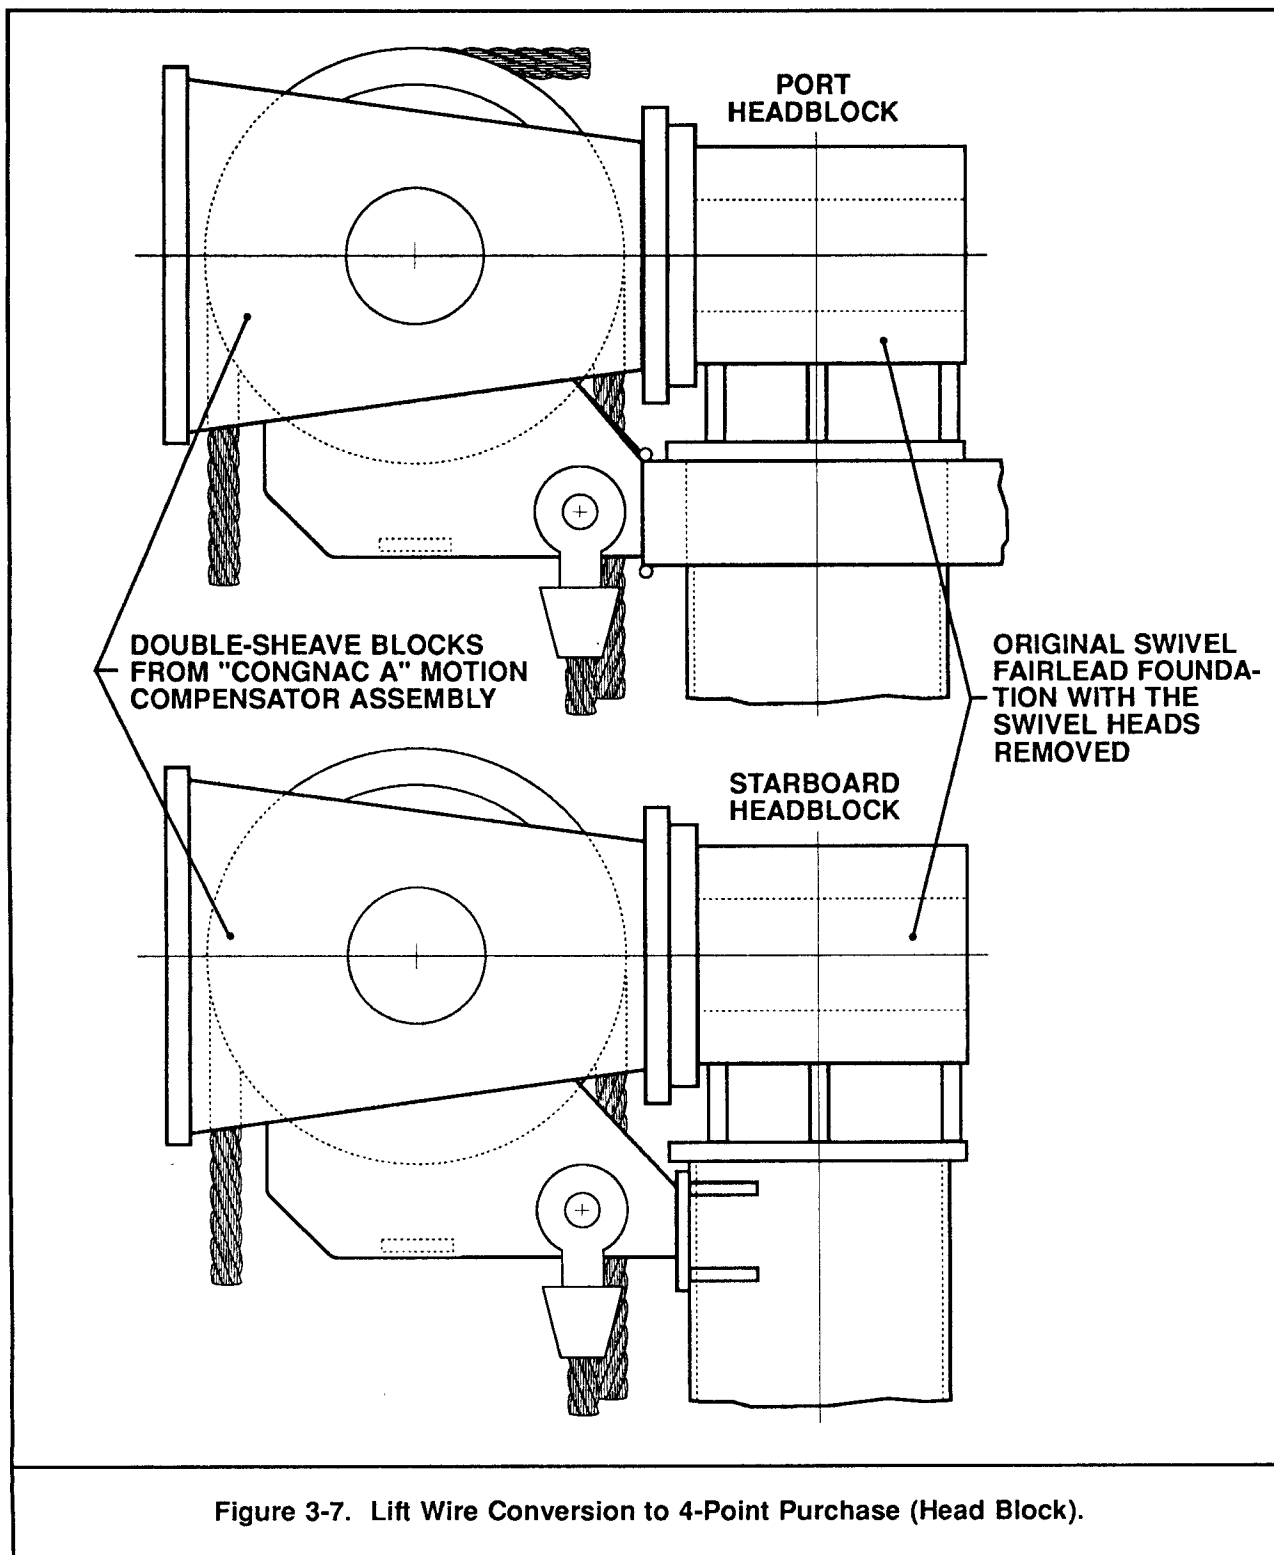 PORT
HEADBLOCK
DOUBLE-SHEAVE BLOCKS
FROM "CONGNAC A" MOTION
COMPENSATOR ASSEMBLY
ORIGINAL SWIVEL
FAIRLEAD FOUNDA-
TION WITH THE
SWIVEL HEADS
REMOVED
STARBOARD
HEADBLOCK
Figure 3-7. Lift Wire Conversion to 4-Point Purchase (Head Block).